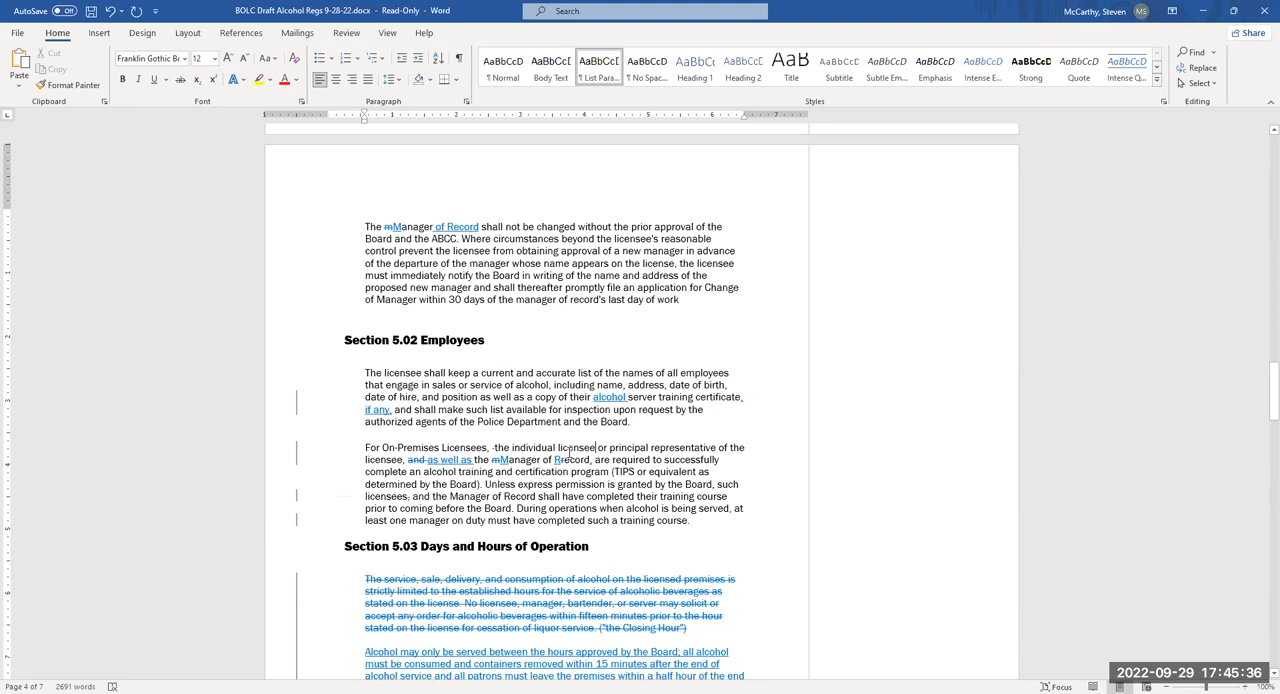 AutoSave Off BOLC Draft Alcohol Regs 9-28-22.docx - Read-Only - Word Search McCarthy, Steven MS
File Home Insert Design Layout References Mailings Review View Help Share
Paste Cut Copy Format Painter Franklin Gothic B 12 A A Aa A
B I U ab x₂ x² A A
AaBbCcD AaBbCcD AaBbCcD AaBbCcD AaBbC AaBbCcD AaB AaBbCcD AaBbCcD AaBbCcD AaBbCcD AaBbCcD AaBbCcD AaBbCcD
¶ Normal Body Text ¶ List Para... ¶ No Spac... Heading 1 Heading 2 Title Subtitle Subtle Em... Emphasis Intense E... Strong Quote Intense Q...
Find Replace Select
Clipboard Font Paragraph Styles Editing
1 1 2 3 4 5 6 7
The mManager of Record shall not be changed without the prior approval of the
Board and the ABCC. Where circumstances beyond the licensee's reasonable
control prevent the licensee from obtaining approval of a new manager in advance
of the departure of the manager whose name appears on the license, the licensee
must immediately notify the Board in writing of the name and address of the
proposed new manager and shall thereafter promptly file an application for Change
of Manager within 30 days of the manager of record's last day of work
Section 5.02 Employees
The licensee shall keep a current and accurate list of the names of all employees
that engage in sales or service of alcohol, including name, address, date of birth,
date of hire, and position as well as a copy of their alcohol server training certificate,
if any, and shall make such list available for inspection upon request by the
authorized agents of the Police Department and the Board.
For On-Premises Licensees, -the individual licensee or principal representative of the
licensee, and as well as the mManager of Rrecord, are required to successfully
complete an alcohol training and certification program (TIPS or equivalent as
determined by the Board). Unless express permission is granted by the Board, such
licensees, and the Manager of Record shall have completed their training course
prior to coming before the Board. During operations when alcohol is being served, at
least one manager on duty must have completed such a training course.
Section 5.03 Days and Hours of Operation
The service, sale, delivery, and consumption of alcohol on the licensed premises is
strictly limited to the established hours for the service of alcoholic beverages as
stated on the license. No licensee, manager, bartender, or server may solicit or
accept any order for alcoholic beverages within fifteen minutes prior to the hour
stated on the license for cessation of liquor service. ("the Closing Hour")
Alcohol may only be served between the hours approved by the Board; all alcohol
must be consumed and containers removed within 15 minutes after the end of
alcohol service and all patrons must leave the premises within a half hour of the end
2022-09-29 17:45:36
Page 4 of 7 2691 words Focus 100%